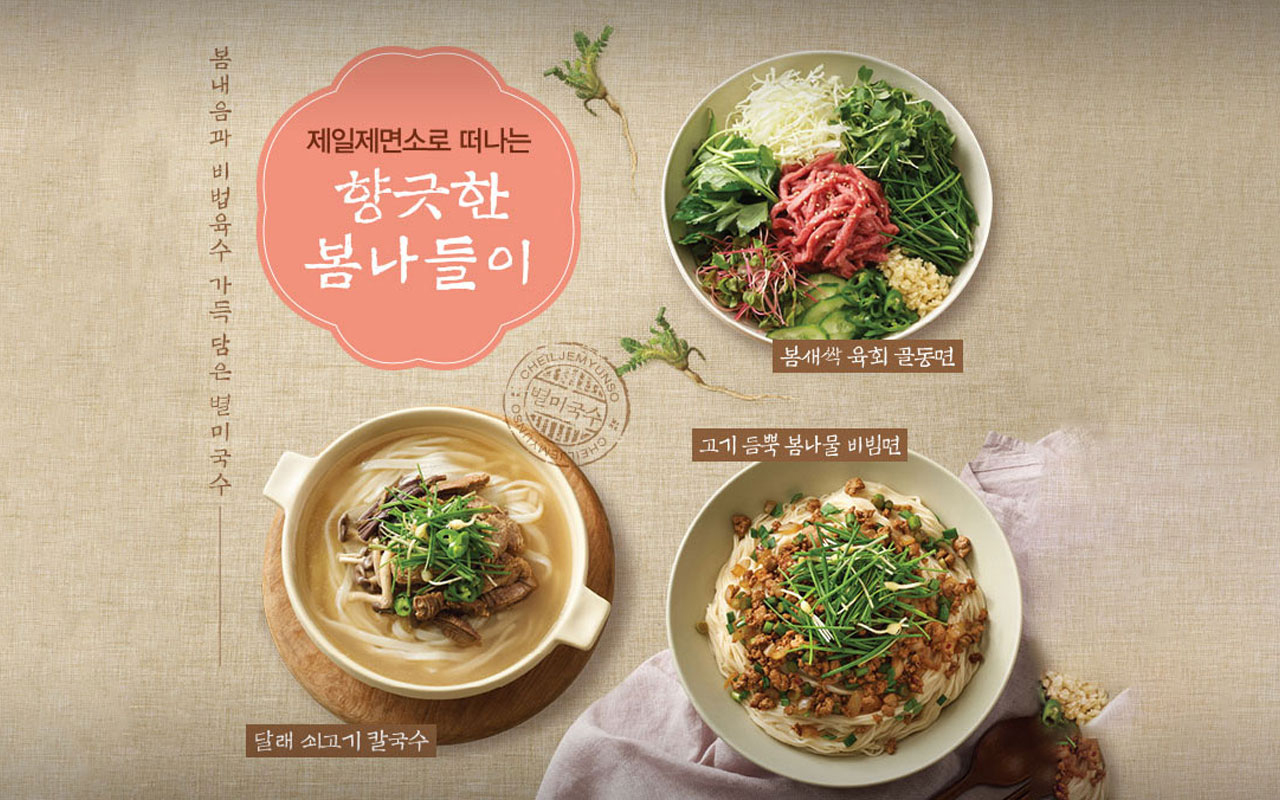 봄내음과 비법육수 가득담은 별미국수
제일제면소로 떠나는
향긋한
봄나들이
봄새싹 육회 골동면
CHEILJEMYUNSO
별미국수
CHEILJEMYUNSO
고기 듬뿍 봄나물 비빔면
달래 쇠고기 칼국수